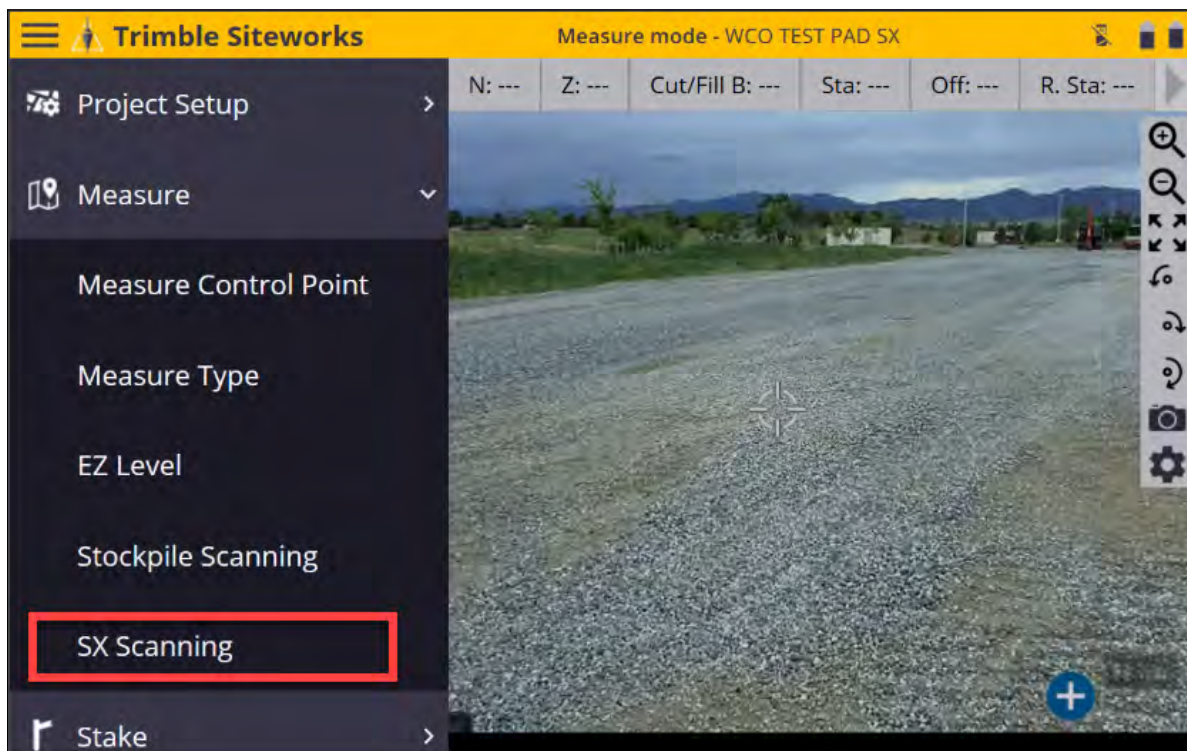 Trimble Siteworks
Measure mode - WCO TEST PAD SX
N: --- Z: --- Cut/Fill B: --- Sta: --- Off: --- R. Sta: ---
Project Setup
Measure
Measure Control Point
Measure Type
EZ Level
Stockpile Scanning
SX Scanning
Stake